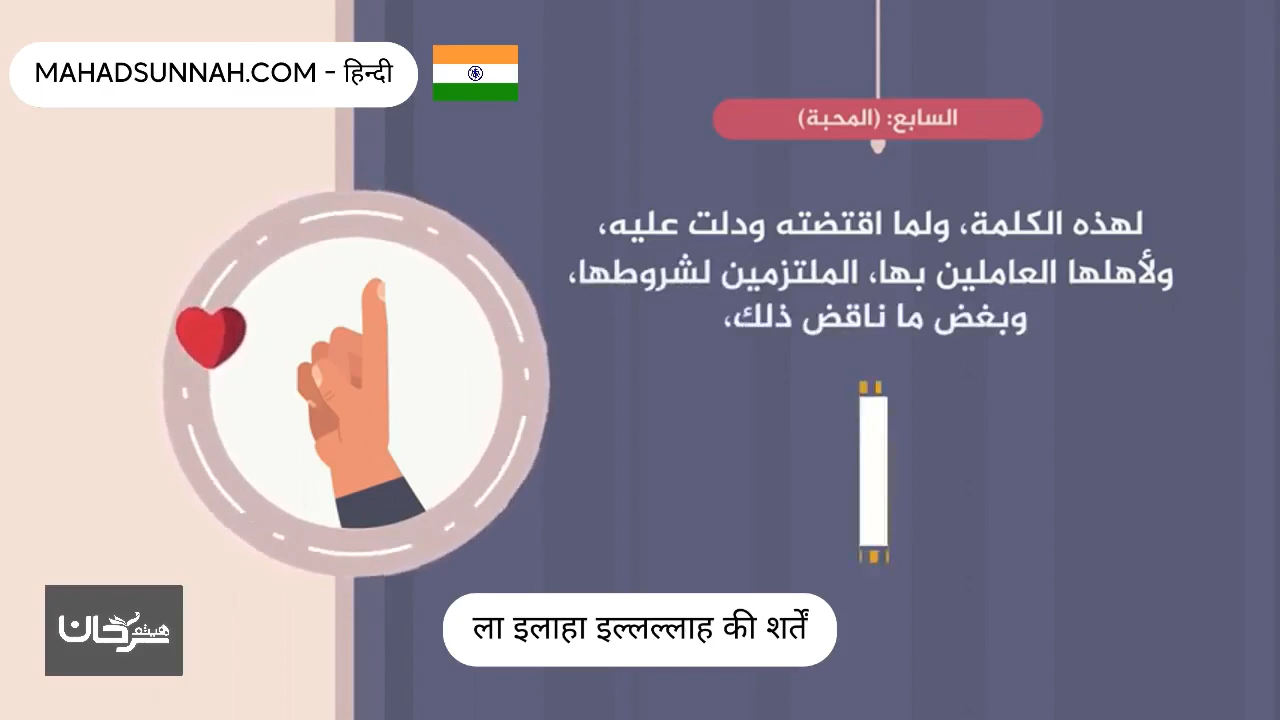 MAHADSUNNAH.COM - हिन्दी
السابع: (المحبة)
لهذه الكلمة، ولما اقتضته ودلت عليه،
ولأهلها العاملين بها، الملتزمين لشروطها،
وبغض ما ناقض ذلك،
ला इलाहा इल्लल्लाह की शर्तें